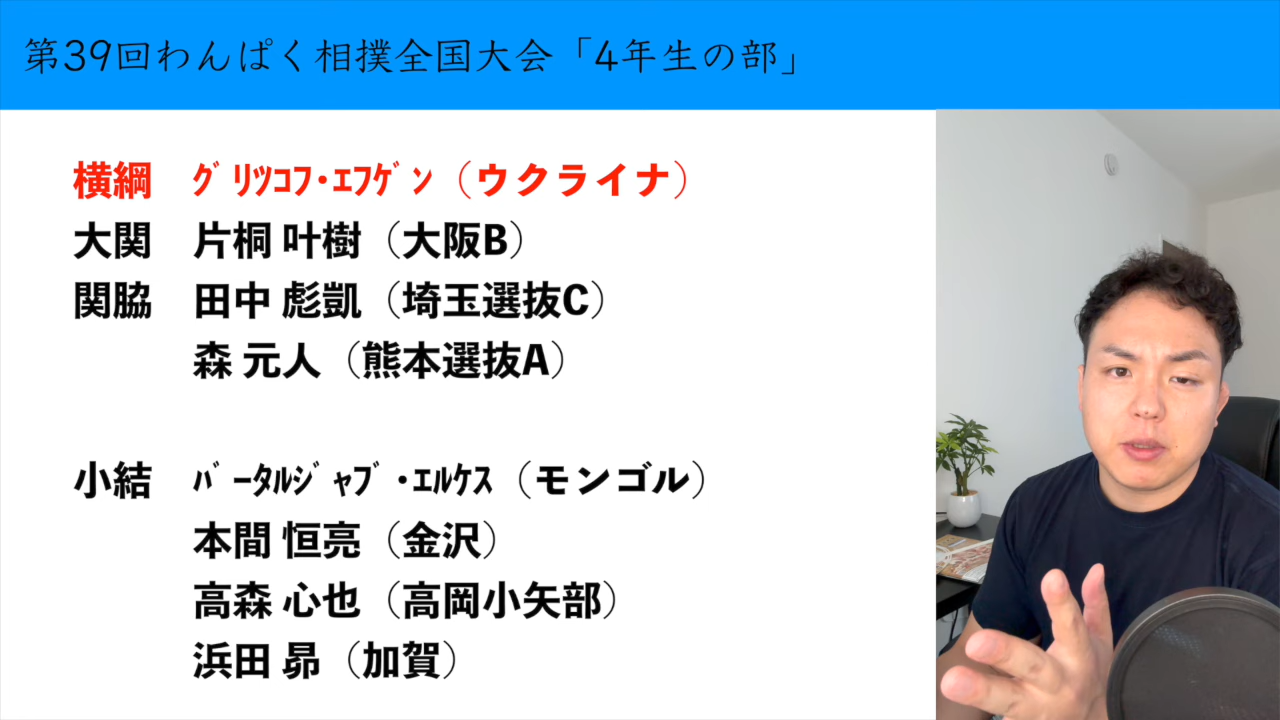 第39回わんぱく相撲全国大会「4年生の部」
横綱 ｸﾞﾘﾂｺﾌ・ｴﾌｹﾞﾝ（ウクライナ）
大関 片桐 叶樹（大阪B）
関脇 田中 彪凱（埼玉選抜C）
森 元人（熊本選抜A）
小結 ﾊﾞｰﾀﾙｼﾞｬﾌﾞ・ｴﾙｹｽ（モンゴル）
本間 恒亮（金沢）
高森 心也（高岡小矢部）
浜田 昴（加賀）